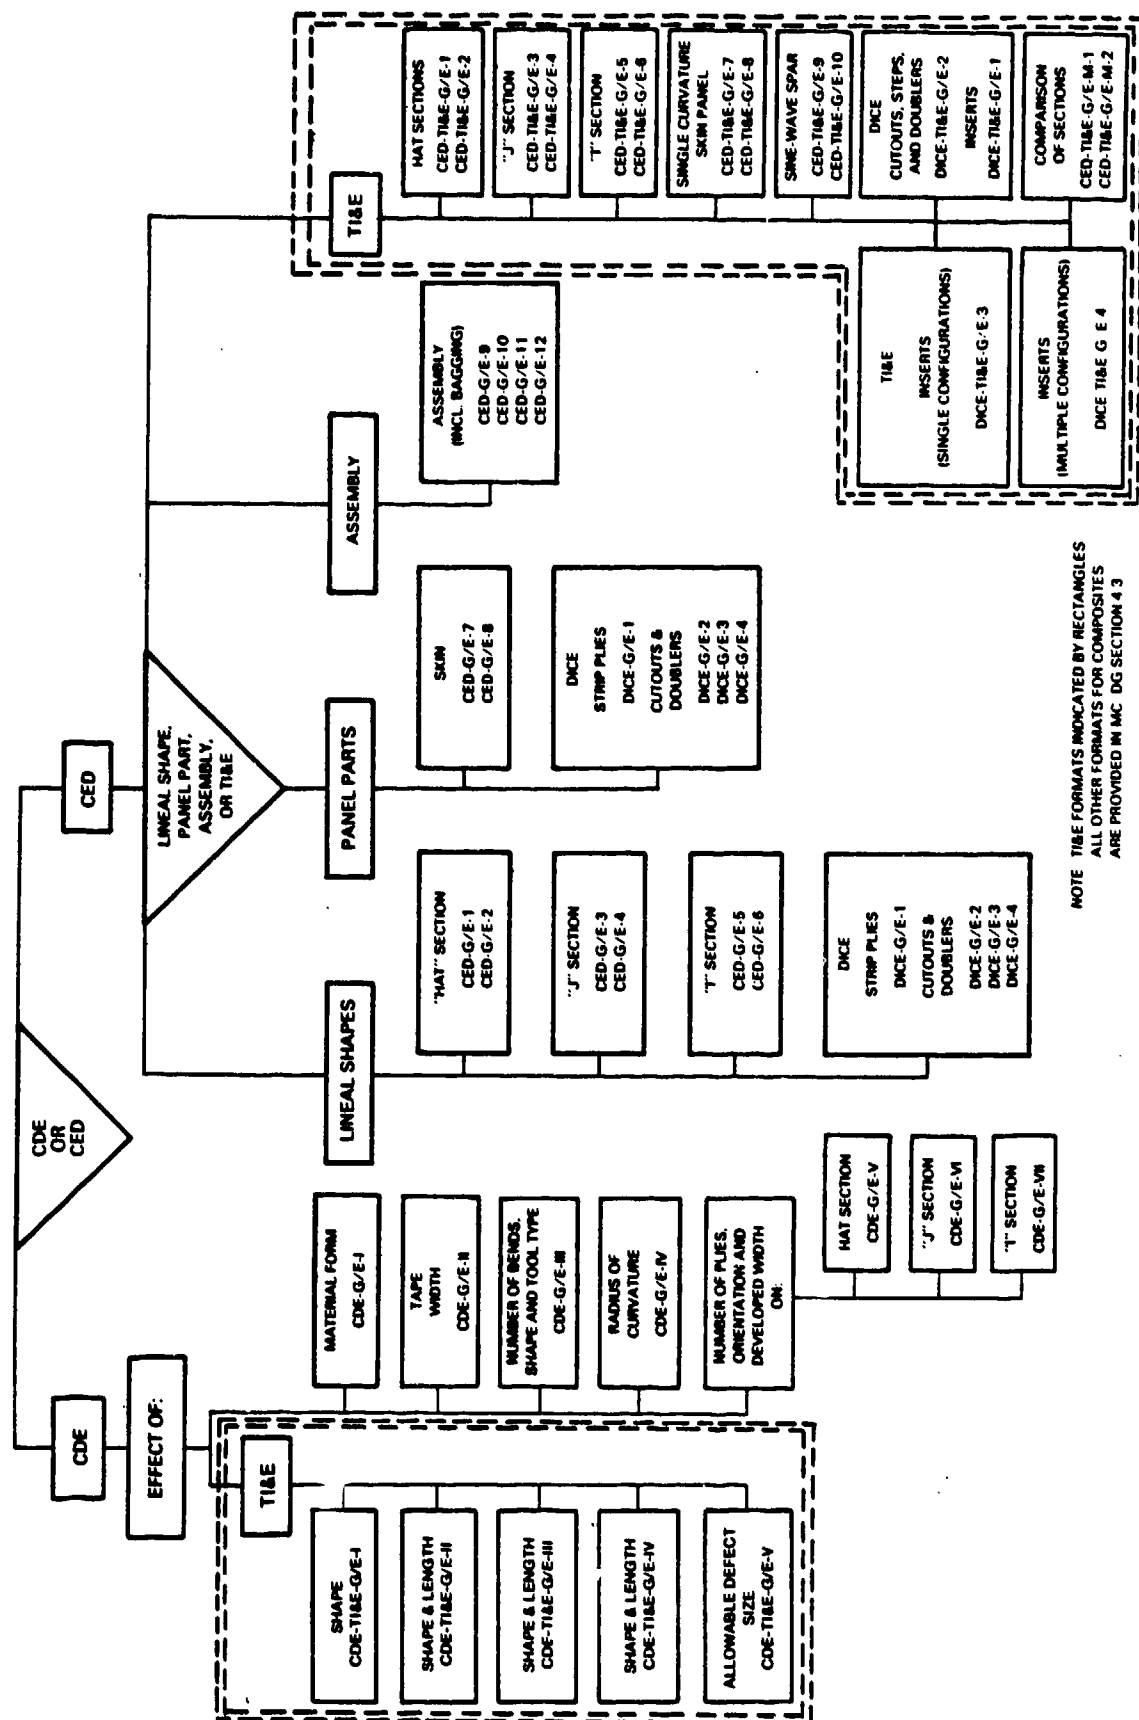 CDE
OR
CED
CDE
EFFECT OF:
TI&E
SHAPE
CDE-TI&E-G/E-I
SHAPE & LENGTH
CDE-TI&E-G/E-II
SHAPE & LENGTH
CDE-TI&E-G/E-III
SHAPE & LENGTH
CDE-TI&E-G/E-IV
ALLOWABLE DEFECT
SIZE
CDE-TI&E-G/E-V
MATERIAL FORM
CDE-G/E-I
TAPE
WIDTH
CDE-G/E-II
NUMBER OF BENDS,
SHAPE AND TOOL TYPE
CDE-G/E-III
RADIUS OF
CURVATURE
CDE-G/E-IV
NUMBER OF PLIES,
ORIENTATION AND
DEVELOPED WIDTH
ON:
HAT SECTION
CDE-G/E-V
"J" SECTION
CDE-G/E-VI
"I" SECTION
CDE-G/E-VII
CED
LINEAL SHAPE,
PANEL PART,
ASSEMBLY,
OR TI&E
LINEAL SHAPES
"HAT" SECTION
CED-G/E-1
CED-G/E-2
"J" SECTION
CED-G/E-3
CED-G/E-4
"I" SECTION
CED-G/E-5
CED-G/E-6
DICE
STRIP PLIES
DICE-G/E-1
CUTOUTS &
DOUBLERS
DICE-G/E-2
DICE-G/E-3
DICE-G/E-4
PANEL PARTS
SKIN
CED-G/E-7
CED-G/E-8
DICE
STRIP PLIES
DICE-G/E-1
CUTOUTS &
DOUBLERS
DICE-G/E-2
DICE-G/E-3
DICE-G/E-4
ASSEMBLY
ASSEMBLY
(INCL. BAGGING)
CED-G/E-9
CED-G/E-10
CED-G/E-11
CED-G/E-12
TI&E
HAT SECTIONS
CED-TI&E-G/E-1
CED-TI&E-G/E-2
"J" SECTION
CED-TI&E-G/E-3
CED-TI&E-G/E-4
"I" SECTION
CED-TI&E-G/E-5
CED-TI&E-G/E-6
SINGLE CURVATURE
SKIN PANEL
CED-TI&E-G/E-7
CED-TI&E-G/E-8
SINE-WAVE SPAR
CED-TI&E-G/E-9
CED-TI&E-G/E-10
DICE
CUTOUTS, STEPS,
AND DOUBLERS
DICE-TI&E-G/E-2
INSERTS
DICE-TI&E-G/E-1
COMPARISON
OF SECTIONS
CED-TI&E-G/E-M-1
CED-TI&E-G/E-M-2
TI&E
INSERTS
(SINGLE CONFIGURATIONS)
DICE-TI&E-G/E-3
INSERTS
(MULTIPLE CONFIGURATIONS)
DICE TI&E G E 4
NOTE TI&E FORMATS INDICATED BY RECTANGLES
ALL OTHER FORMATS FOR COMPOSITES
ARE PROVIDED IN MC DG SECTION 4 3